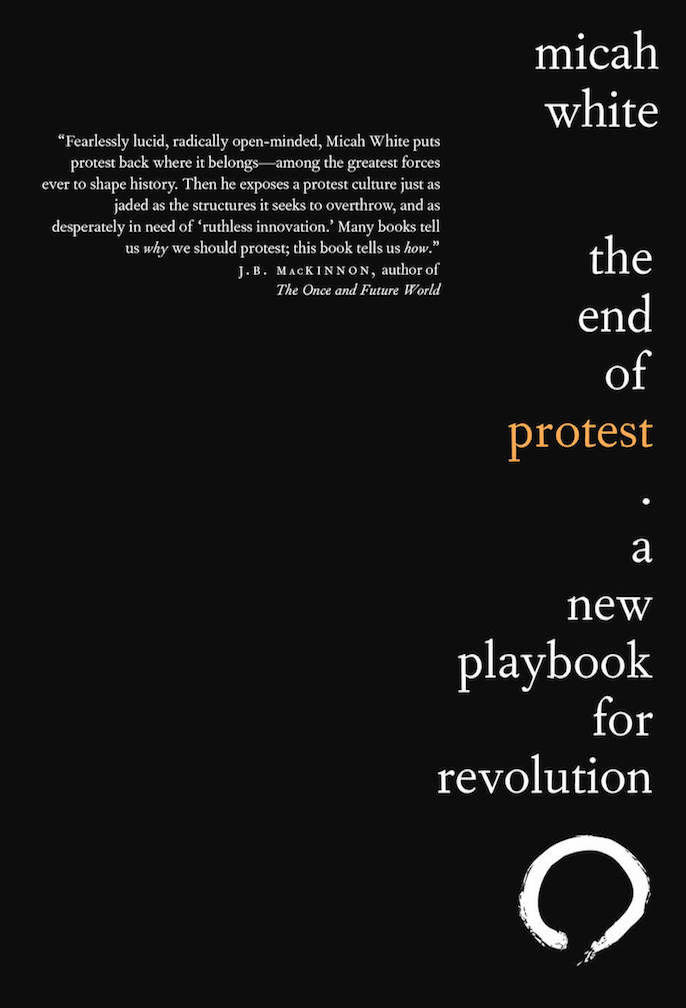 micah
white
“Fearlessly lucid, radically open-minded, Micah White puts
protest back where it belongs—among the greatest forces
ever to shape history. Then he exposes a protest culture just as
jaded as the structures it seeks to overthrow, and as
desperately in need of ‘ruthless innovation.’ Many books tell
us why we should protest; this book tells us how.”
J.B. MacKINNON, author of
The Once and Future World
the
end
of
protest
.
a
new
playbook
for
revolution